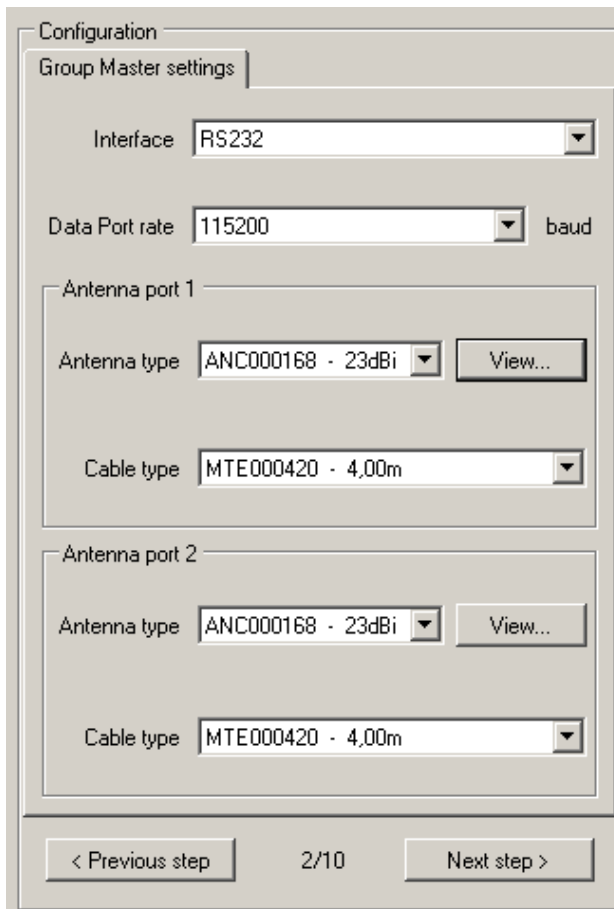 Configuration
Group Master settings
Interface RS232
Data Port rate 115200 baud
Antenna port 1
Antenna type ANC000168 - 23dBi View...
Cable type MTE000420 - 4,00m
Antenna port 2
Antenna type ANC000168 - 23dBi View...
Cable type MTE000420 - 4,00m
< Previous step 2/10 Next step >